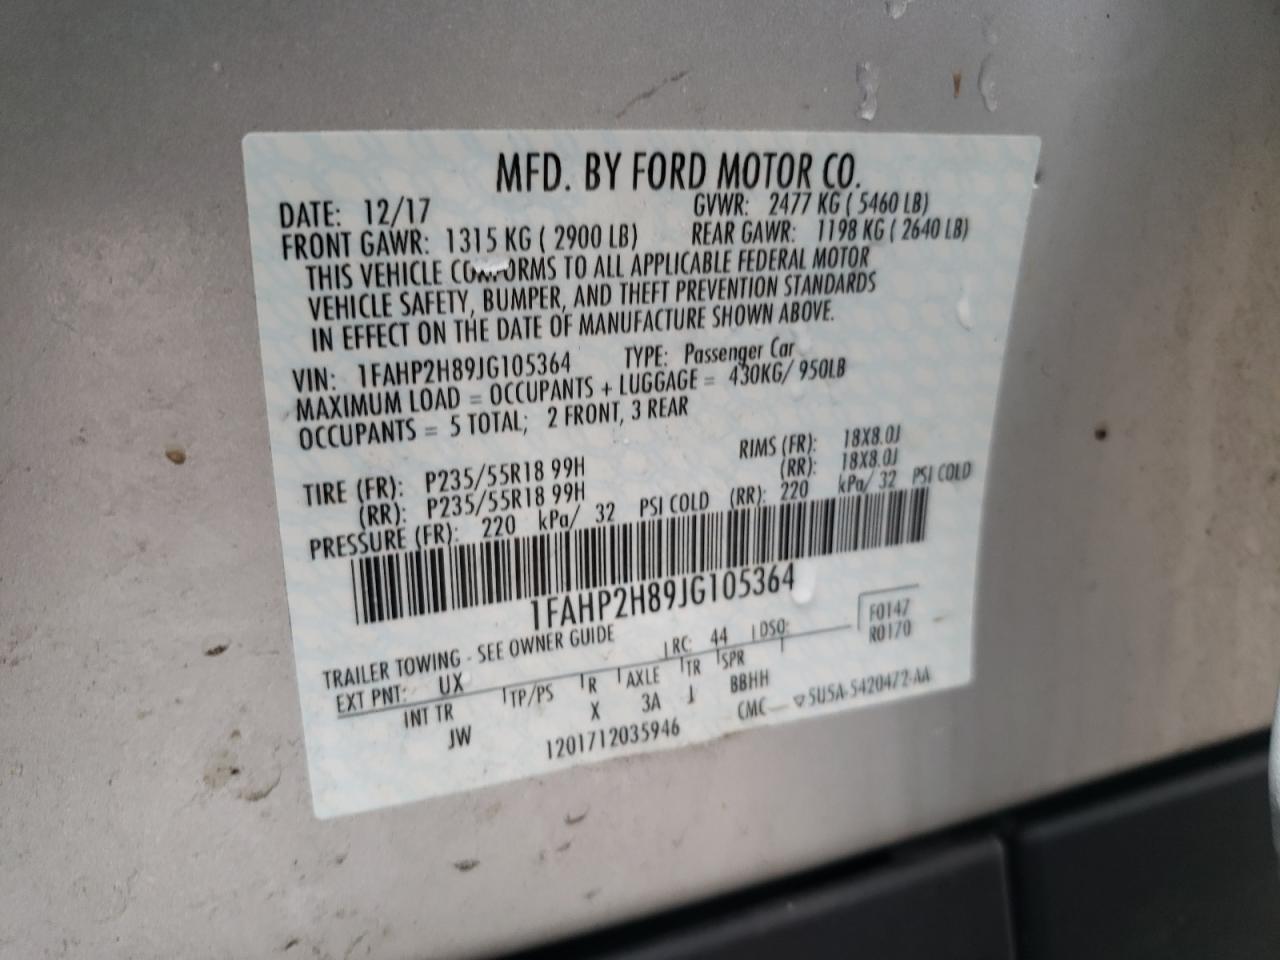 MFD. BY FORD MOTOR CO.
DATE: 12/17 GVWR: 2477 KG ( 5460 LB)
FRONT GAWR: 1315 KG ( 2900 LB) REAR GAWR: 1198 KG ( 2640 LB)
THIS VEHICLE CONFORMS TO ALL APPLICABLE FEDERAL MOTOR
VEHICLE SAFETY, BUMPER, AND THEFT PREVENTION STANDARDS
IN EFFECT ON THE DATE OF MANUFACTURE SHOWN ABOVE.
VIN: 1FAHP2H89JG105364 TYPE: Passenger Car
MAXIMUM LOAD = OCCUPANTS + LUGGAGE = 430KG/ 950LB
OCCUPANTS = 5 TOTAL; 2 FRONT, 3 REAR
TIRE (FR): P235/55R18 99H RIMS (FR): 18X8.0J
(RR): P235/55R18 99H (RR): 18X8.0J
PRESSURE (FR): 220 kPa/ 32 PSI COLD (RR): 220 kPa/ 32 PSI COLD
1FAHP2H89JG105364
F0147
R0170
TRAILER TOWING - SEE OWNER GUIDE
EXT PNT: UX RC: 44 DSO:
INT TR TP/PS R AXLE TR SPR
JW X 3A J BBHH
1201712035946 CMC 5U5A-5420472-AA